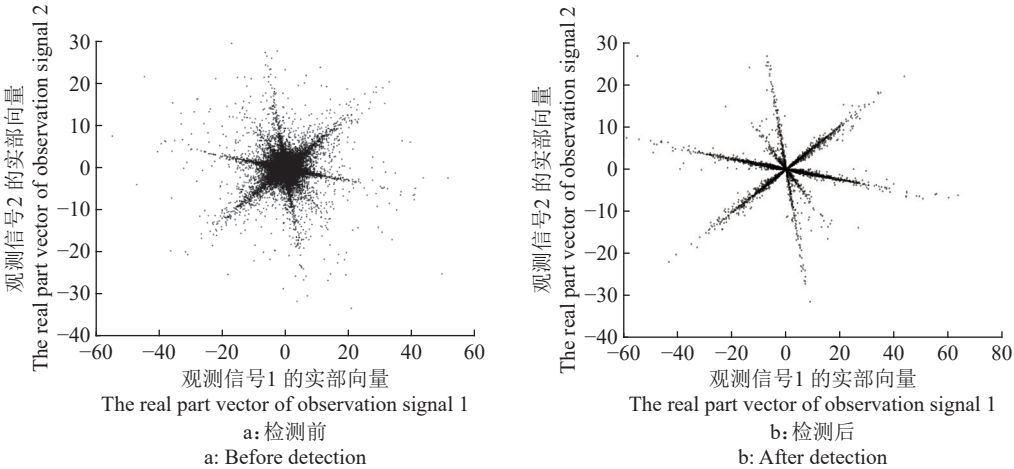 观测信号2 的实部向量
The real part vector of observation signal 2
30
20
10
0
−10
−20
−30
−40
−60
−40
−20
0
20
40
60
观测信号1 的实部向量
The real part vector of observation signal 1
a:检测前
a: Before detection
观测信号2 的实部向量
The real part vector of observation signal 2
30
20
10
0
−10
−20
−30
−40
−60
−40
−20
0
20
40
60
80
观测信号1 的实部向量
The real part vector of observation signal 1
b:检测后
b: After detection